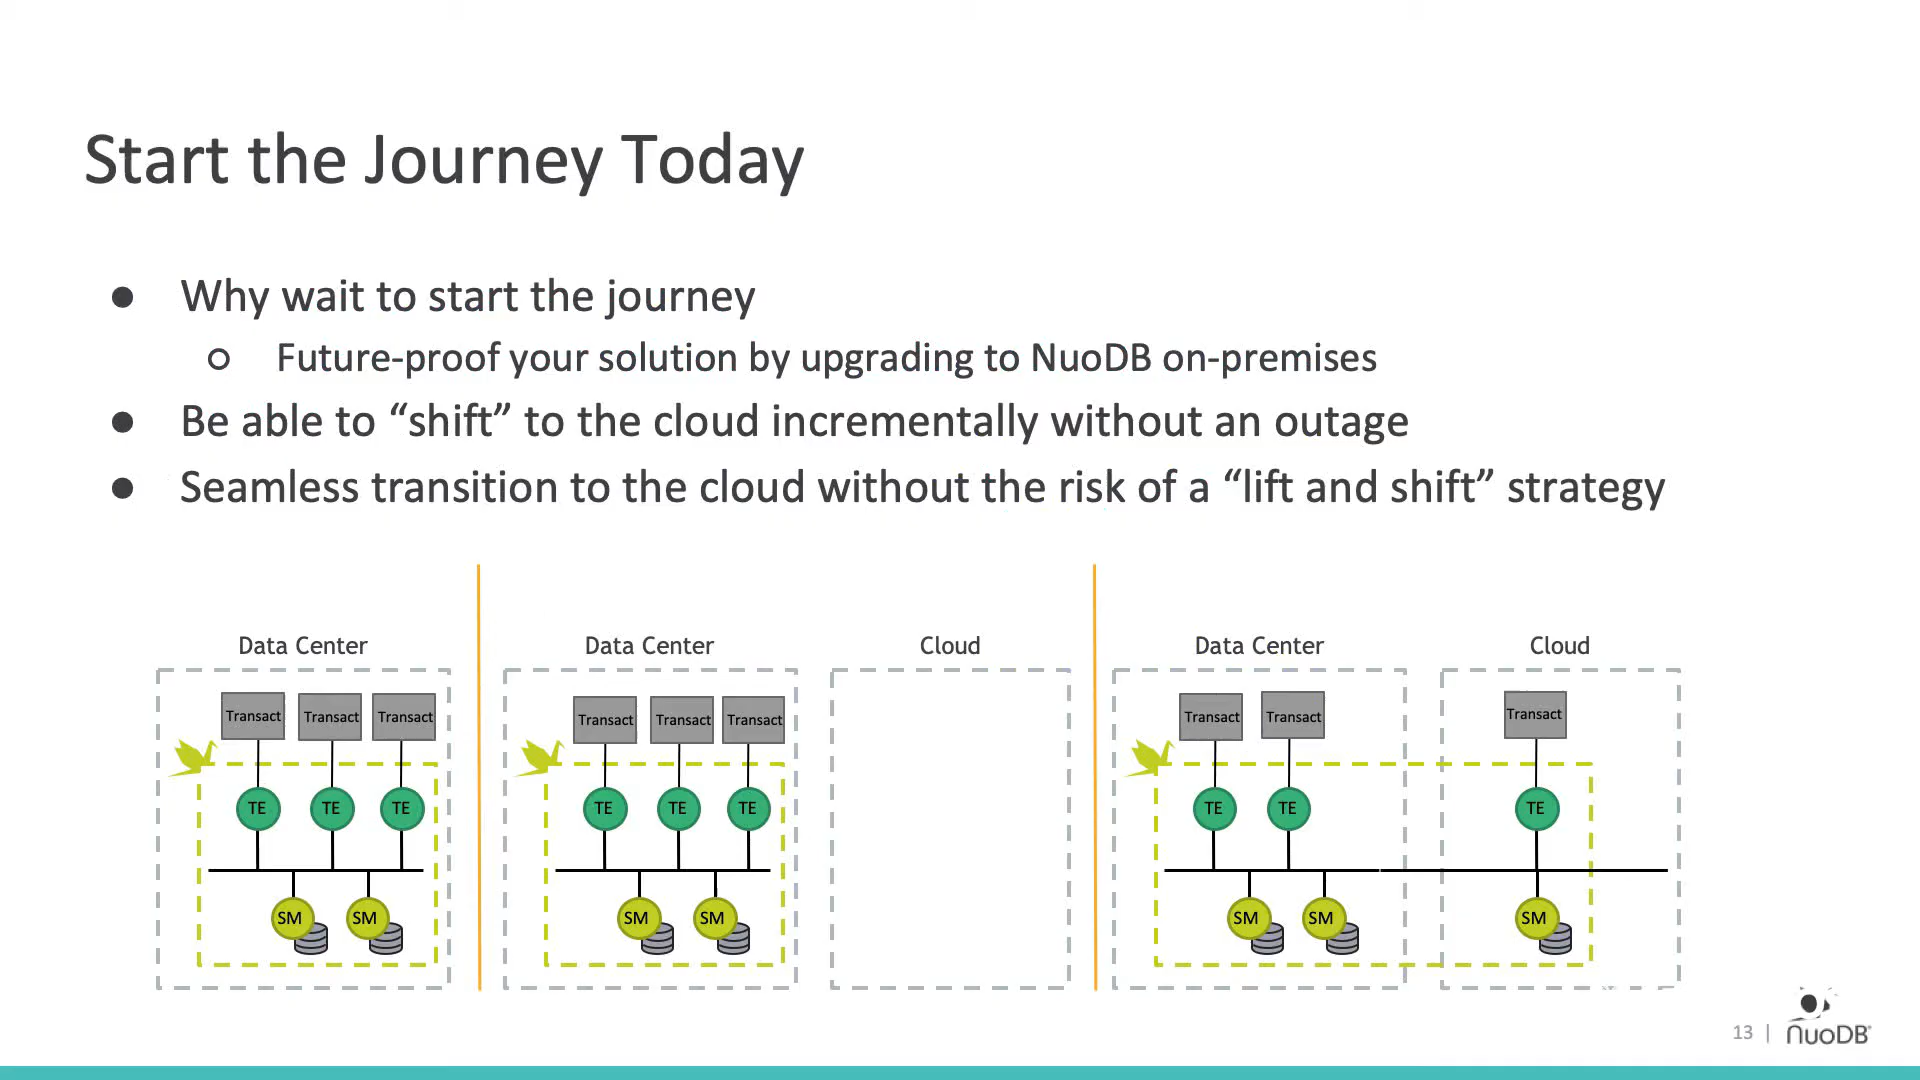 Start the Journey Today
● Why wait to start the journey
○ Future-proof your solution by upgrading to NuoDB on-premises
● Be able to “shift” to the cloud incrementally without an outage
● Seamless transition to the cloud without the risk of a “lift and shift” strategy
Data Center Data Center Cloud Data Center Cloud
Transact Transact Transact Transact Transact Transact Transact Transact Transact
TE TE TE TE TE TE TE TE TE
SM SM SM SM SM SM SM
13 | NuoDB